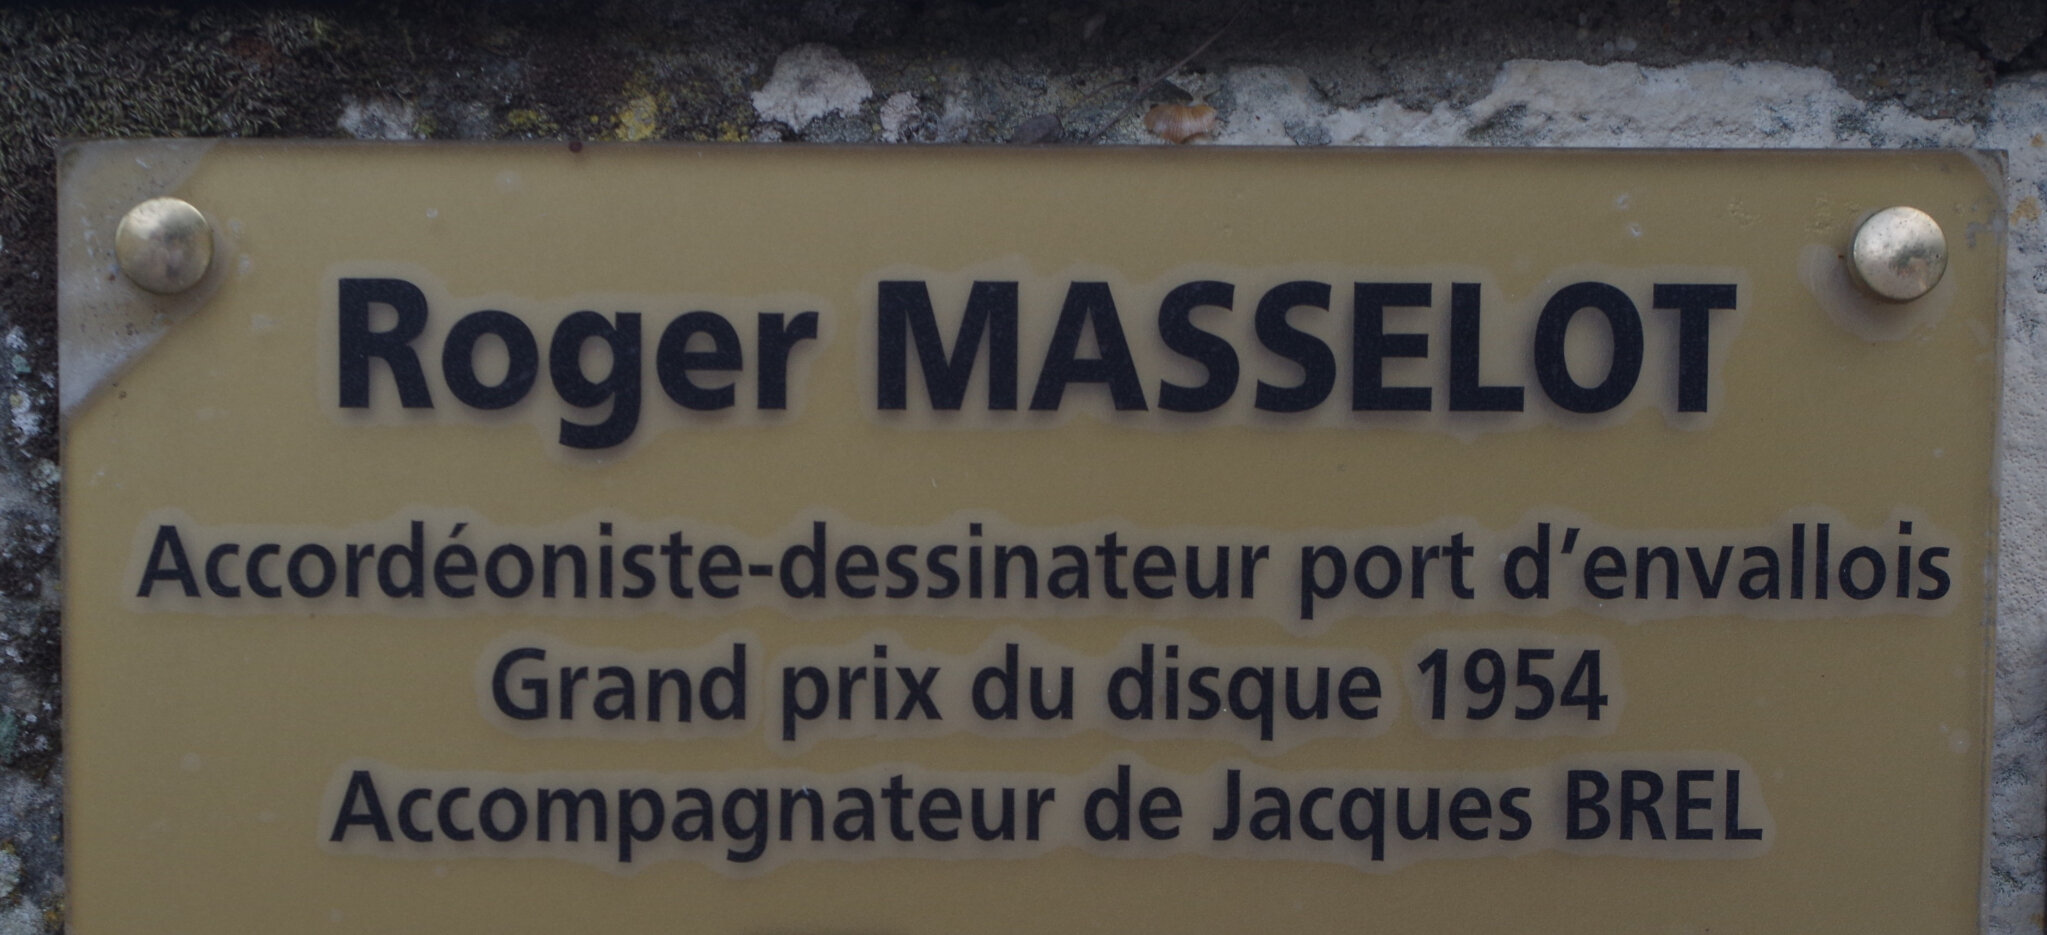 Roger MASSELOT
Accordéoniste-dessinateur port d'envallois
Grand prix du disque 1954
Accompagnateur de Jacques BREL